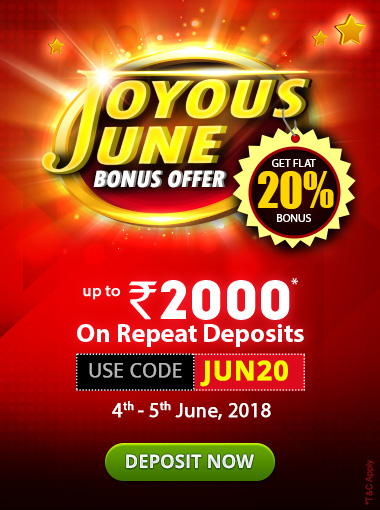 JOYOUS
JUNE
BONUS OFFER
GET FLAT
20%
BONUS
up to ₹2000*
On Repeat Deposits
USE CODE JUN20
4th - 5th June, 2018
DEPOSIT NOW
*T&C Apply